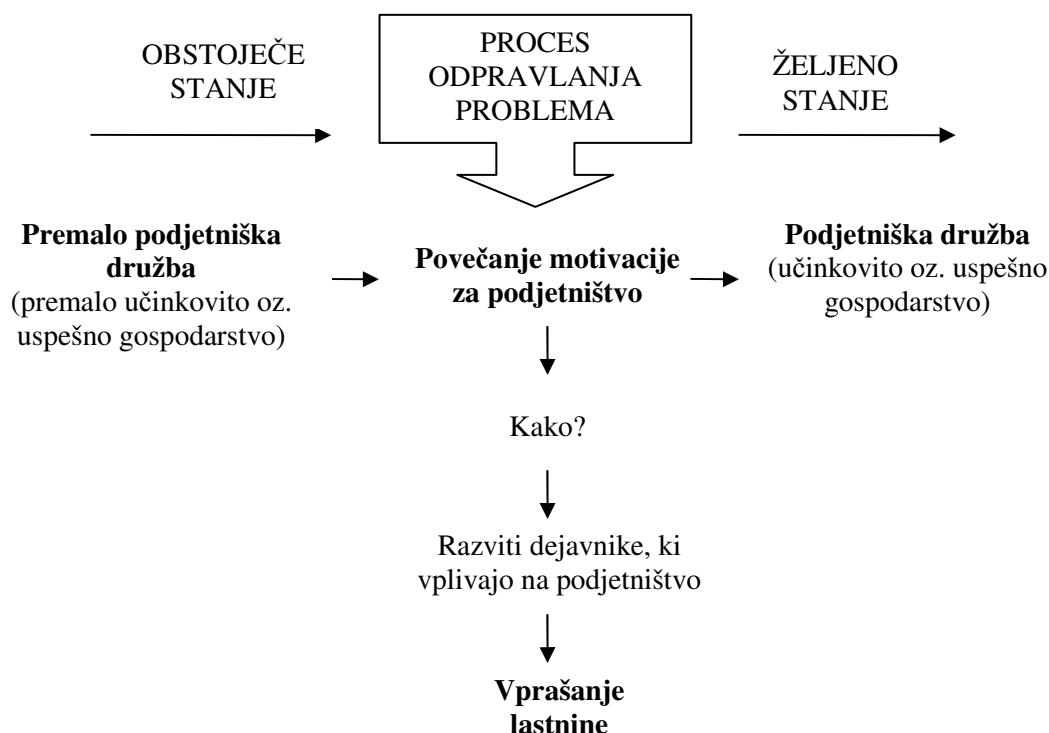 OBSTOJEČE
STANJE
PROCES
ODPRAVLANJA
PROBLEMA
ŽELJENO
STANJE
Premalo podjetniška
družba
(premalo učinkovito oz.
uspešno gospodarstvo)
Povečanje motivacije
za podjetništvo
Podjetniška družba
(učinkovito oz. uspešno
gospodarstvo)
Kako?
Razviti dejavnike, ki
vplivajo na podjetništvo
Vprašanje
lastnine